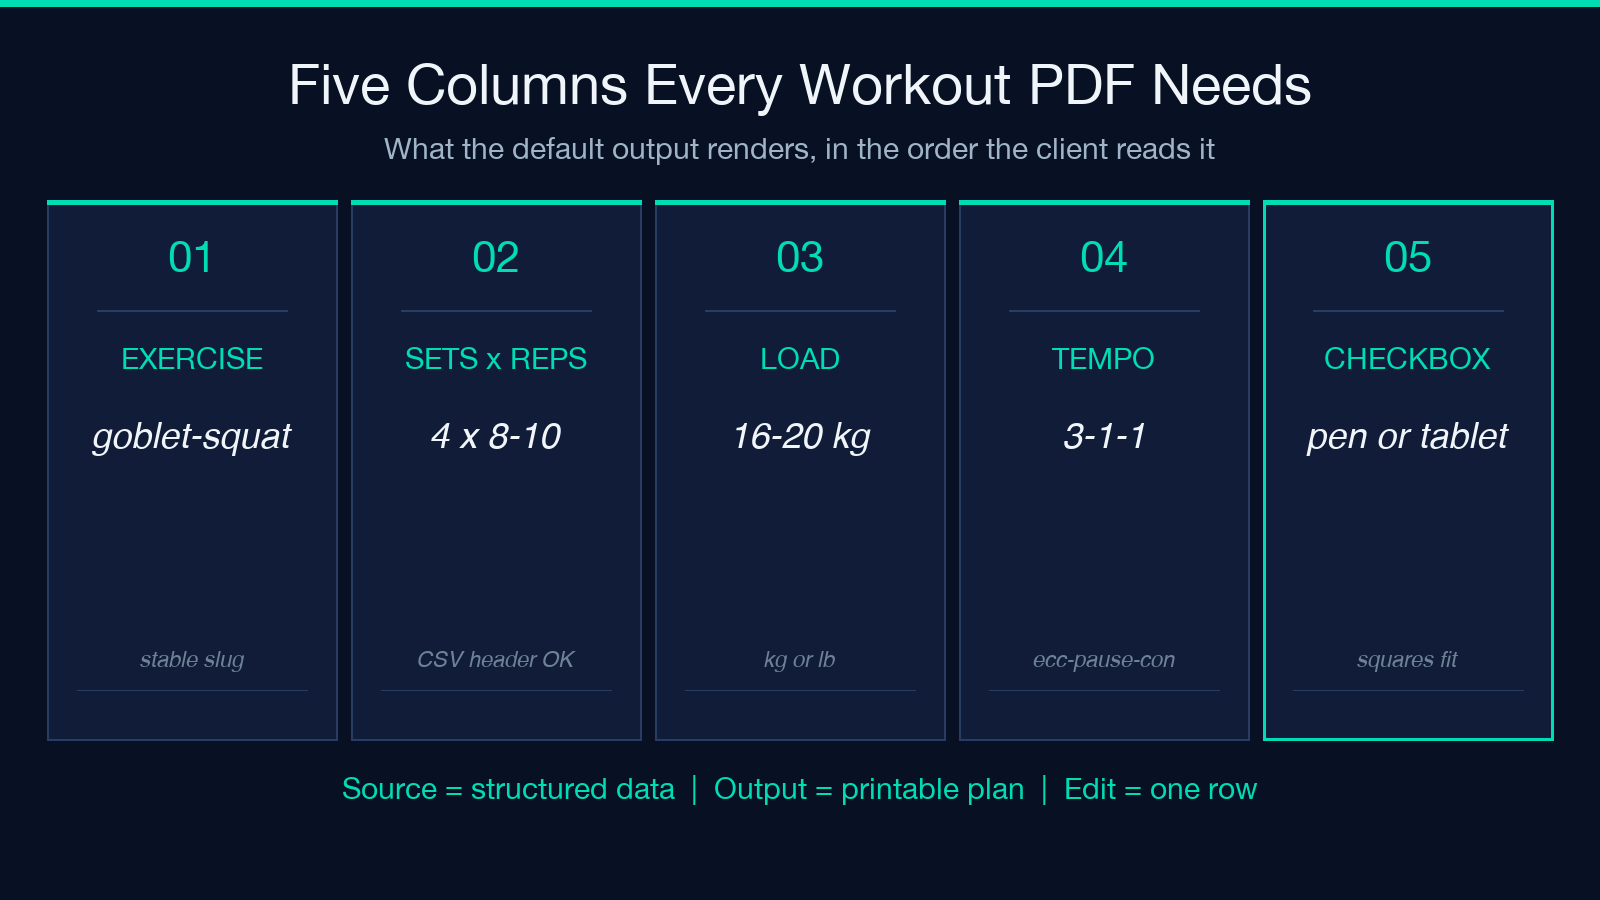 Five Columns Every Workout PDF Needs
What the default output renders, in the order the client reads it
01
EXERCISE
goblet-squat
stable slug
02
SETS x REPS
4 x 8-10
CSV header OK
03
LOAD
16-20 kg
kg or lb
04
TEMPO
3-1-1
ecc-pause-con
05
CHECKBOX
pen or tablet
squares fit
Source = structured data | Output = printable plan | Edit = one row